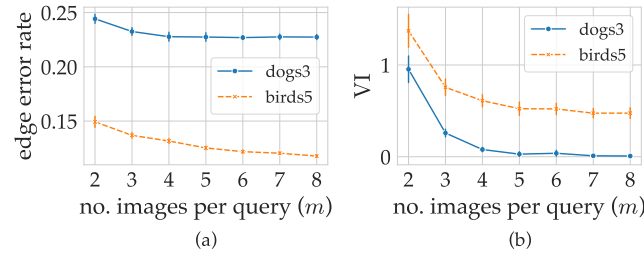 edge error rate
0.25
0.20
0.15
dogs3
birds5
2 3 4 5 6 7 8
no. images per query (m)
(a)
VI
1
0
dogs3
birds5
2 3 4 5 6 7 8
no. images per query (m)
(b)